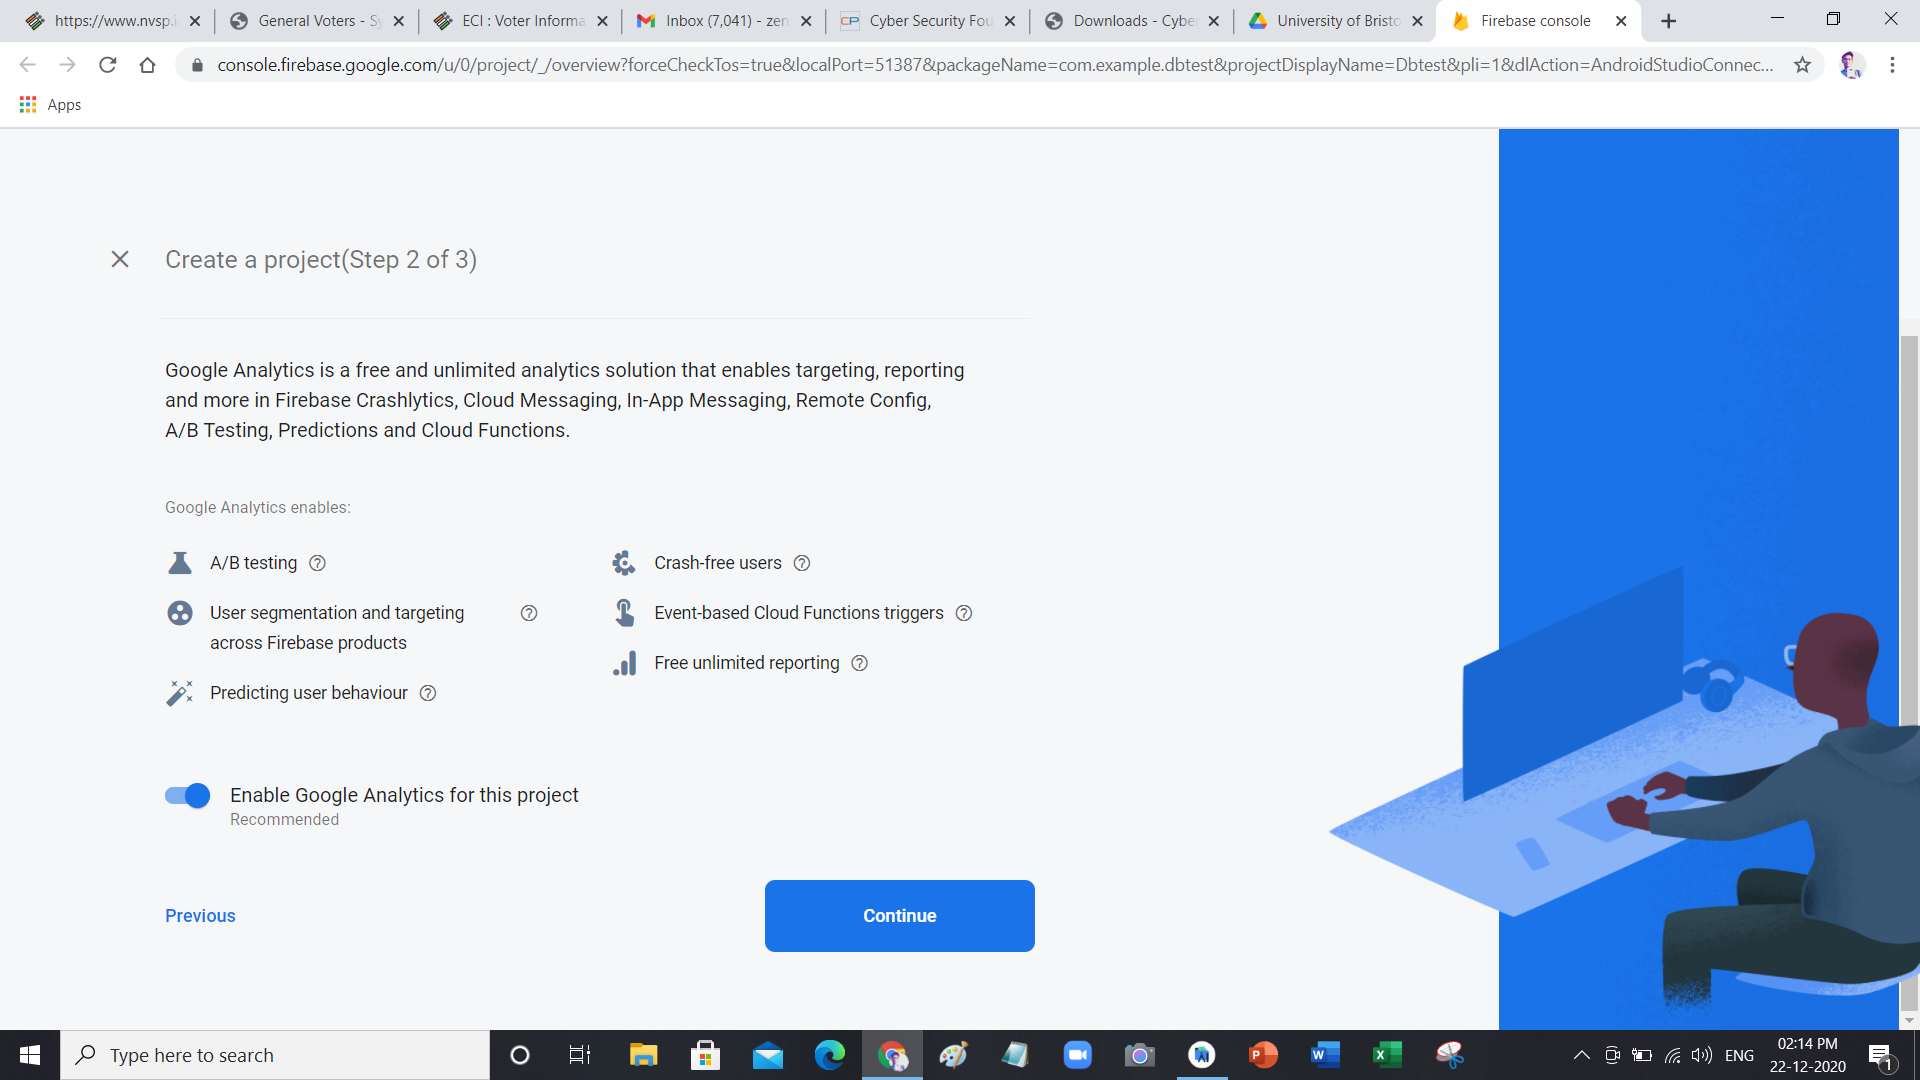 https://www.nvsp.i
General Voters - Sy
ECI : Voter Informa
Inbox (7,041) - zen
CP
Cyber Security Fou
Downloads - Cybe
University of Bristo
Firebase console
console.firebase.google.com/u/0/project/_/overview?forceCheckTos=true&localPort=51387&packageName=com.example.dbtest&projectDisplayName=Dbtest&pli=1&dlAction=AndroidStudioConnec...
Apps
Create a project(Step 2 of 3)
Google Analytics is a free and unlimited analytics solution that enables targeting, reporting
and more in Firebase Crashlytics, Cloud Messaging, In-App Messaging, Remote Config,
A/B Testing, Predictions and Cloud Functions.
Google Analytics enables:
A/B testing
Crash-free users
User segmentation and targeting
across Firebase products
Event-based Cloud Functions triggers
Free unlimited reporting
Predicting user behaviour
Enable Google Analytics for this project
Recommended
Previous
Continue
Type here to search
ENG
02:14 PM
22-12-2020
1